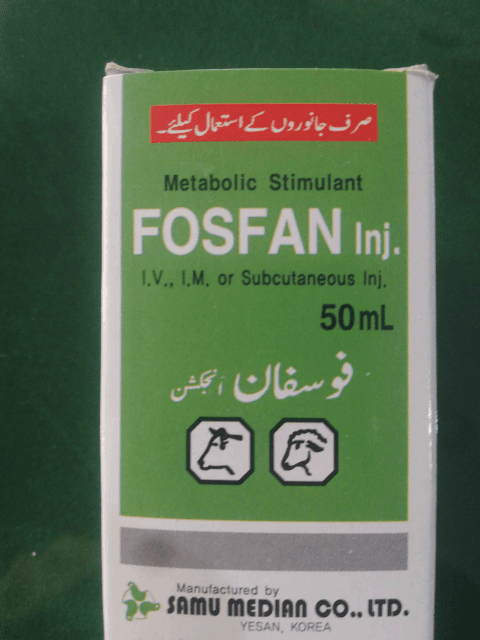 صرف جانوروں کے استعمال کیلئے۔
Metabolic Stimulant
FOSFAN Inj.
I.V., I.M. or Subcutaneous Inj.
50mL
فوسفان انجکشن
Manufactured by
SAMU MEDIAN CO., LTD.
YESAN, KOREA